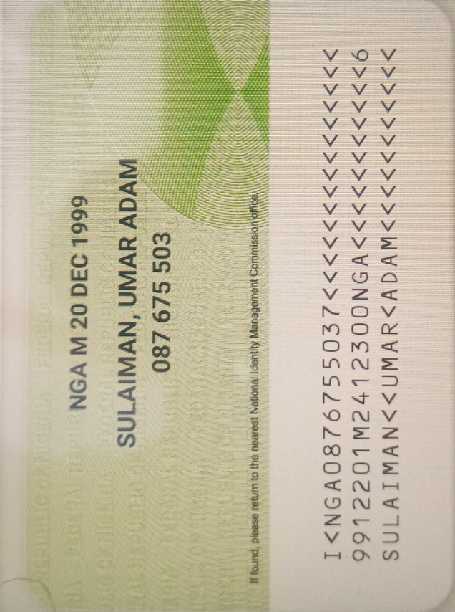 NGA M 20 DEC 1999
SULAIMAN, UMAR ADAM
087 675 503
If found, please return to the nearest National Identity Management Commission office.
I<NGA0876755037<<<<<<<<<<<<<<<
9912201M2412300NGA<<<<<<<<<<<6
SULAIMAN<<UMAR<ADAM<<<<<<<<<<<